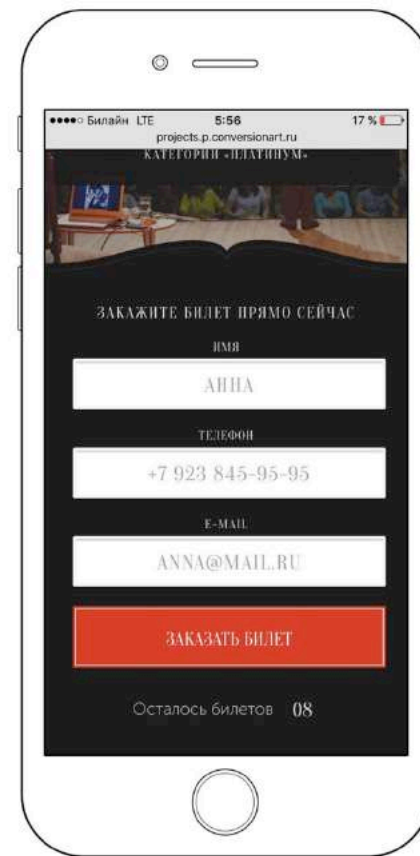 Билайн LTE 5:56 17 %
projects.p.conversionart.ru
КАТЕГОРИИ «ПЛАТИНУМ»
ЗАКАЖИТЕ БИЛЕТ ПРЯМО СЕЙЧАС
ИМЯ
АННА
ТЕЛЕФОН
+7 923 845-95-95
E-MAIL
ANNA@MAIL.RU
ЗАКАЗАТЬ БИЛЕТ
Осталось билетов 08